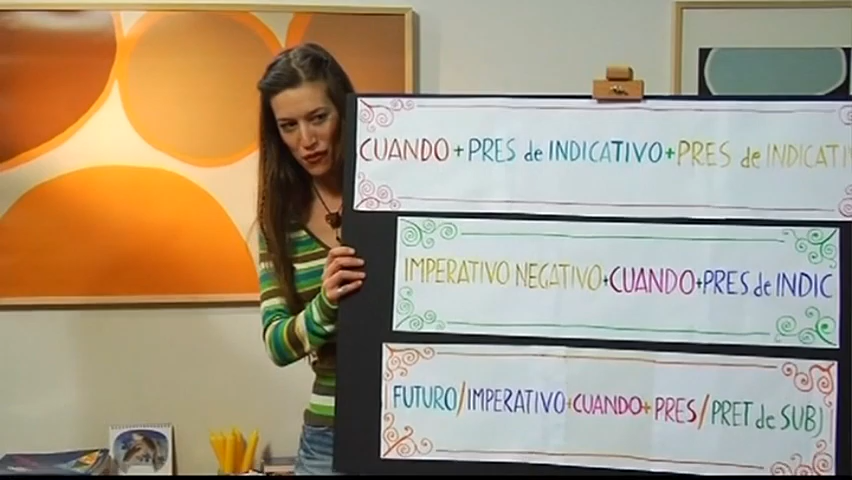 CUANDO + PRES de INDICATIVO + PRES de INDICATI
IMPERATIVO NEGATIVO + CUANDO + PRES de INDIC
FUTURO / IMPERATIVO + CUANDO + PRES / PRET de SUBJ